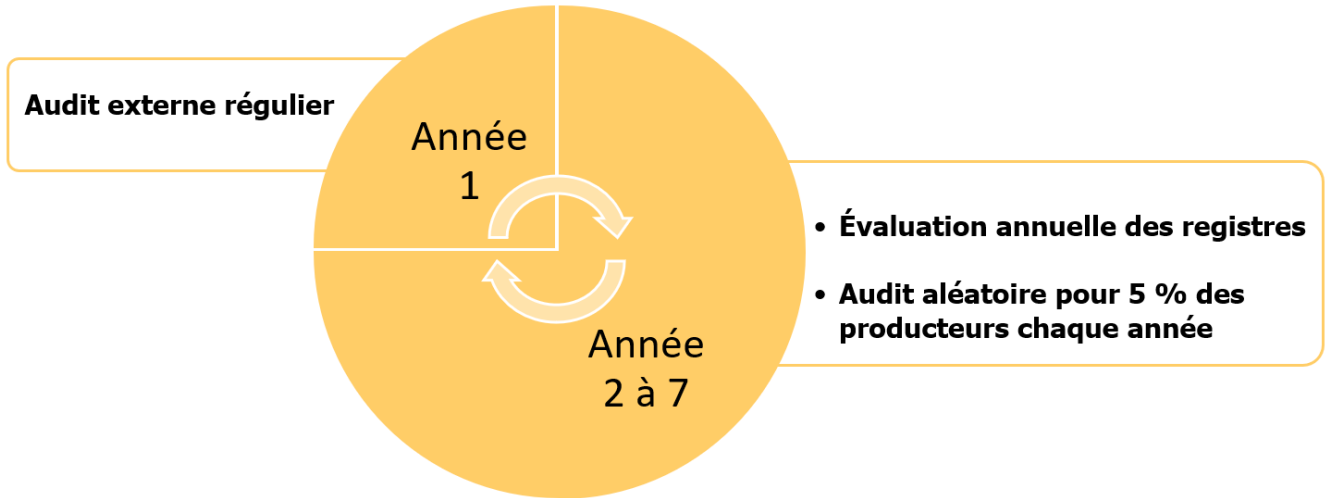 Audit externe régulier
Année
1
• Évaluation annuelle des registres
• Audit aléatoire pour 5 % des
producteurs chaque année
Année
2 à 7